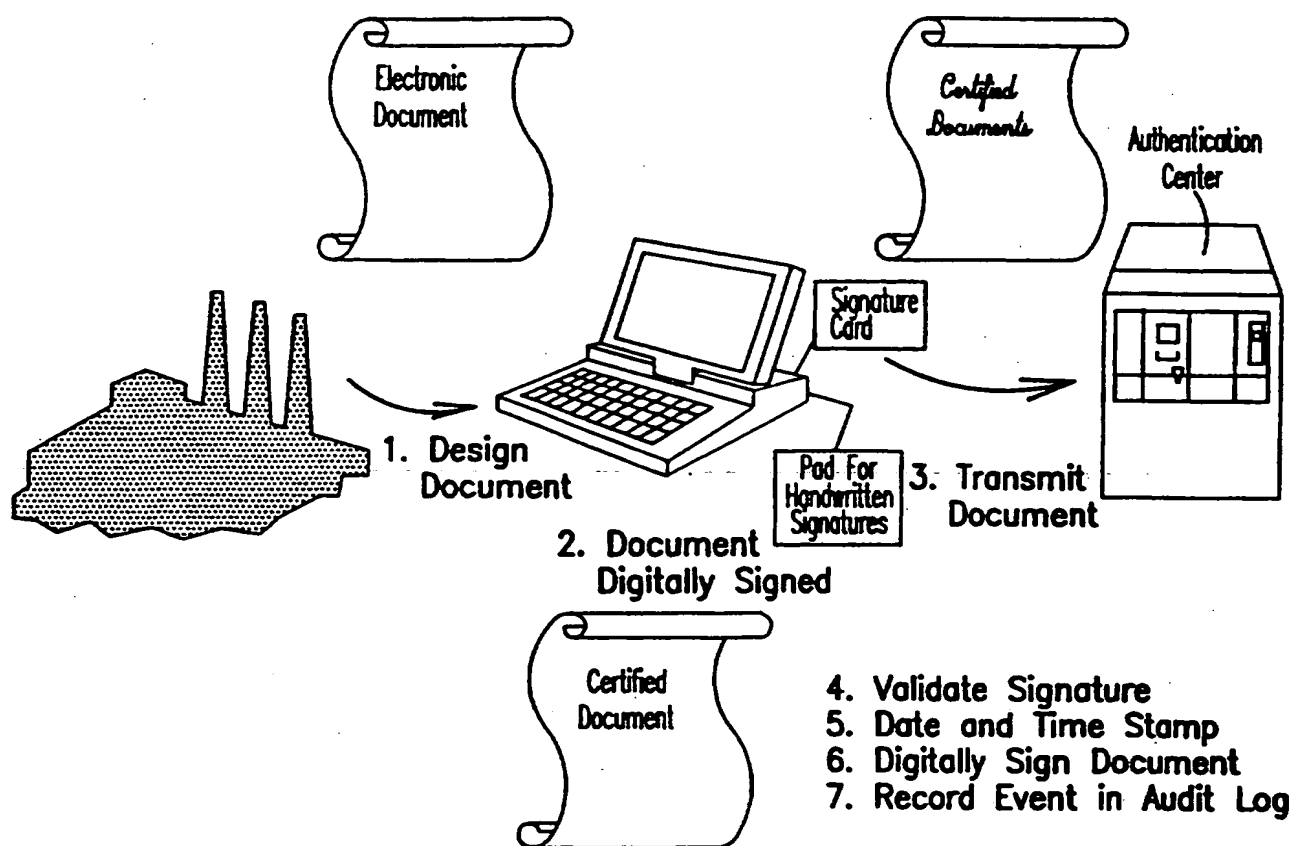 Electronic
Document
Certified
Documents
Authentication
Center
Signature
Card
1. Design
Document
Pad For
Handwritten
Signatures
3. Transmit
Document
2. Document
Digitally Signed
Certified
Document
4. Validate Signature
5. Date and Time Stamp
6. Digitally Sign Document
7. Record Event in Audit Log